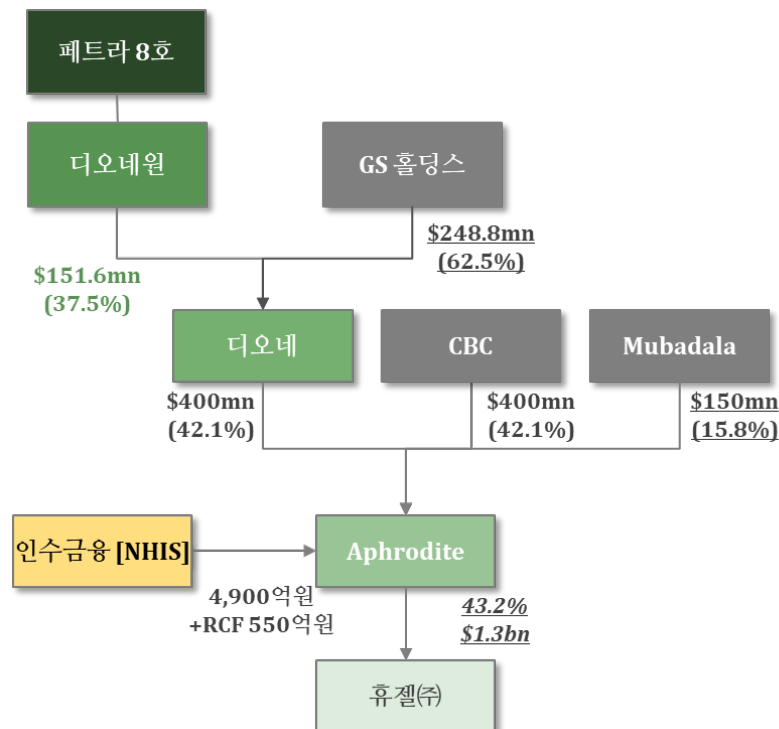 페트라 8호
디오네원
GS 홀딩스
$248.8mn
(62.5%)
$151.6mn
(37.5%)
디오네
CBC
Mubadala
$400mn
(42.1%)
$400mn
(42.1%)
$150mn
(15.8%)
인수금융 [NHIS]
Aphrodite
4,900억원
+RCF 550억원
43.2%
$1.3bn
휴젤㈜